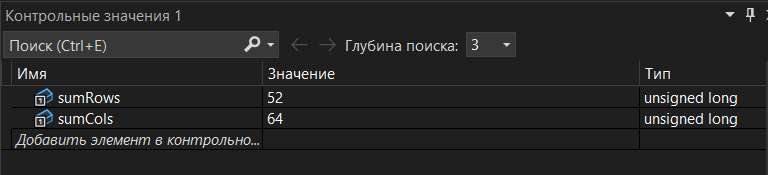 Контрольные значения 1
Поиск (Ctrl+E) Глубина поиска: 3
Имя Значение Тип
sumRows 52 unsigned long
sumCols 64 unsigned long
Добавить элемент в контрольно...